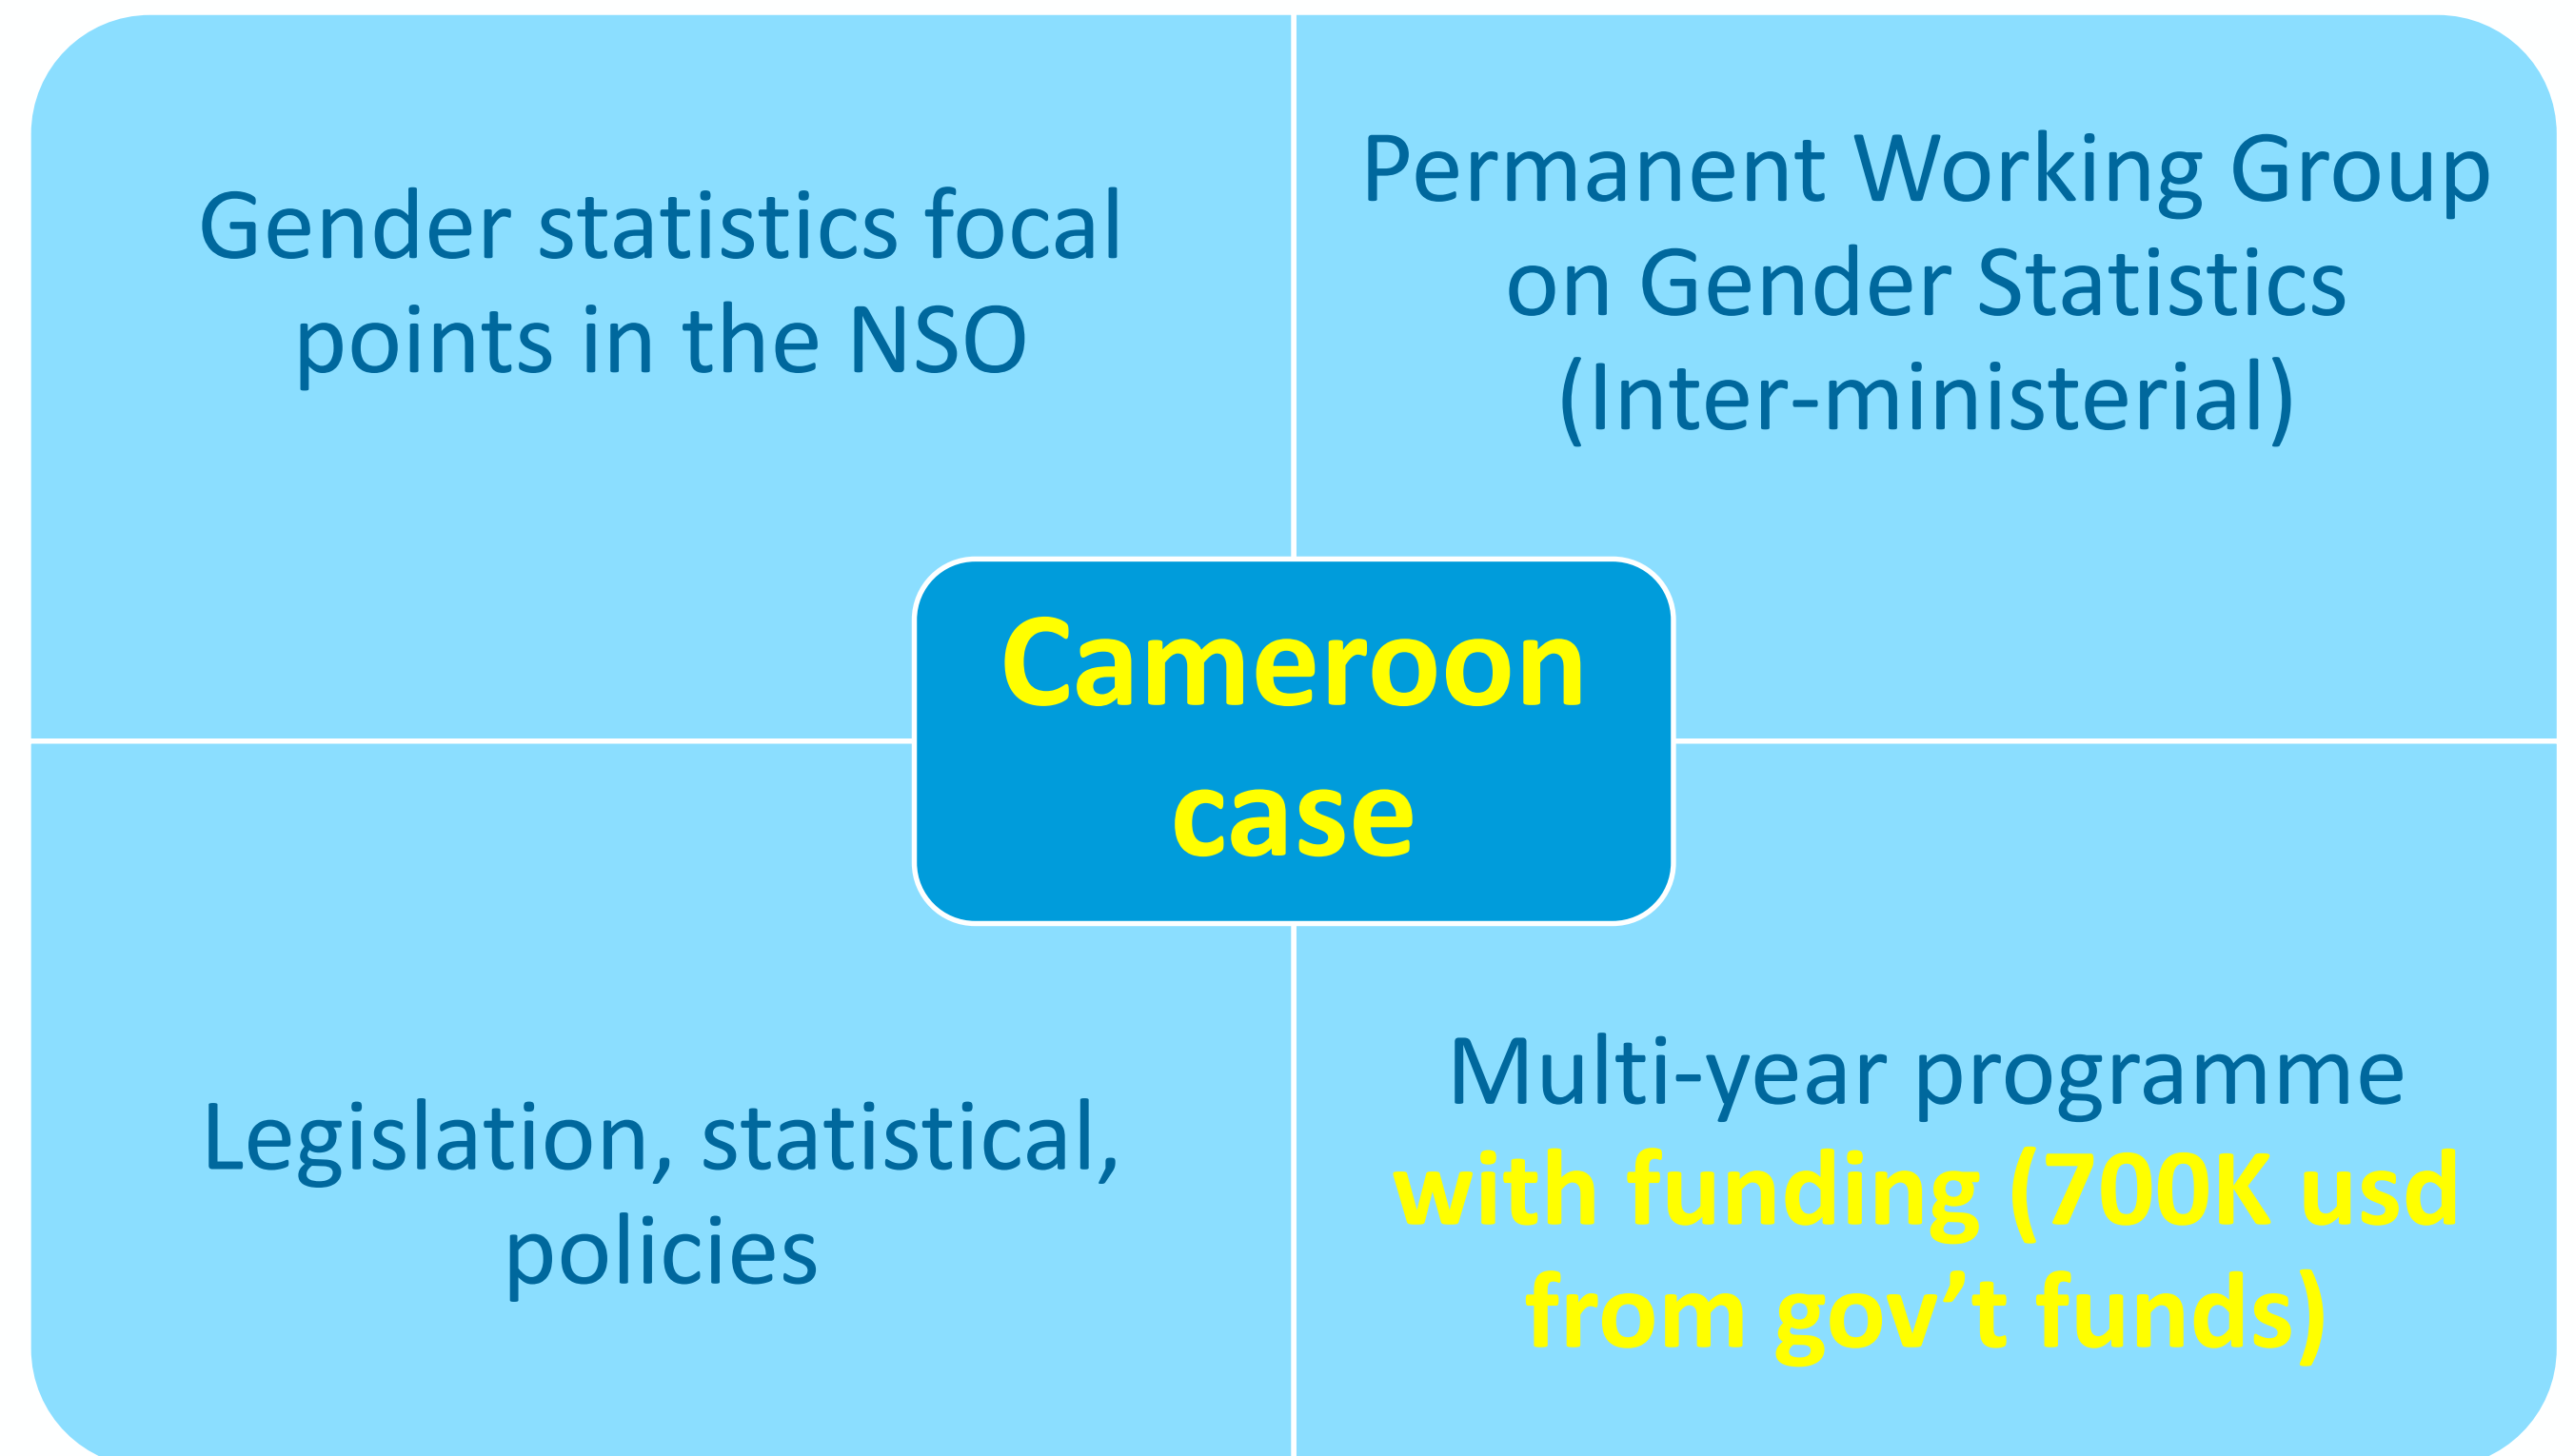 Gender statistics focal
points in the NSO
Permanent Working Group
on Gender Statistics
(Inter-ministerial)
Cameroon
case
Legislation, statistical,
policies
Multi-year programme
with funding (700K usd
from gov’t funds)